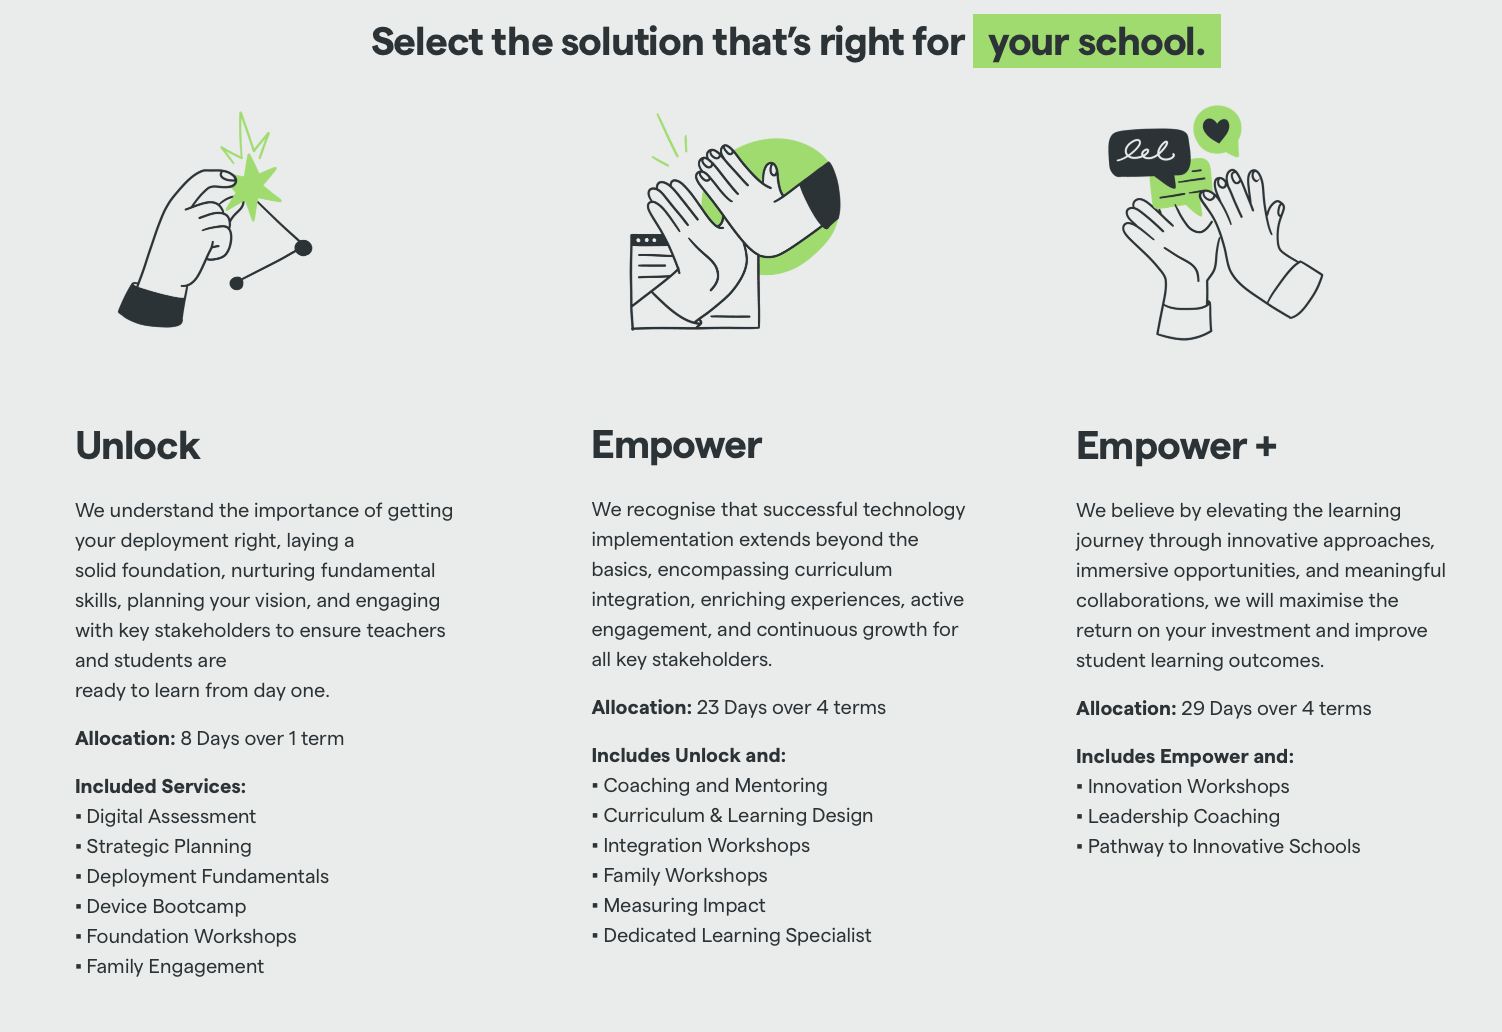 Select the solution that's right for your school.
lel
Unlock
We understand the importance of getting
your deployment right, laying a
solid foundation, nurturing fundamental
skills, planning your vision, and engaging
with key stakeholders to ensure teachers
and students are
ready to learn from day one.
Allocation: 8 Days over 1 term
Included Services:
▪ Digital Assessment
▪ Strategic Planning
▪ Deployment Fundamentals
▪ Device Bootcamp
▪ Foundation Workshops
▪ Family Engagement
Empower
We recognise that successful technology
implementation extends beyond the
basics, encompassing curriculum
integration, enriching experiences, active
engagement, and continuous growth for
all key stakeholders.
Allocation: 23 Days over 4 terms
Includes Unlock and:
▪ Coaching and Mentoring
▪ Curriculum & Learning Design
▪ Integration Workshops
▪ Family Workshops
▪ Measuring Impact
▪ Dedicated Learning Specialist
Empower +
We believe by elevating the learning
journey through innovative approaches,
immersive opportunities, and meaningful
collaborations, we will maximise the
return on your investment and improve
student learning outcomes.
Allocation: 29 Days over 4 terms
Includes Empower and:
▪ Innovation Workshops
▪ Leadership Coaching
▪ Pathway to Innovative Schools